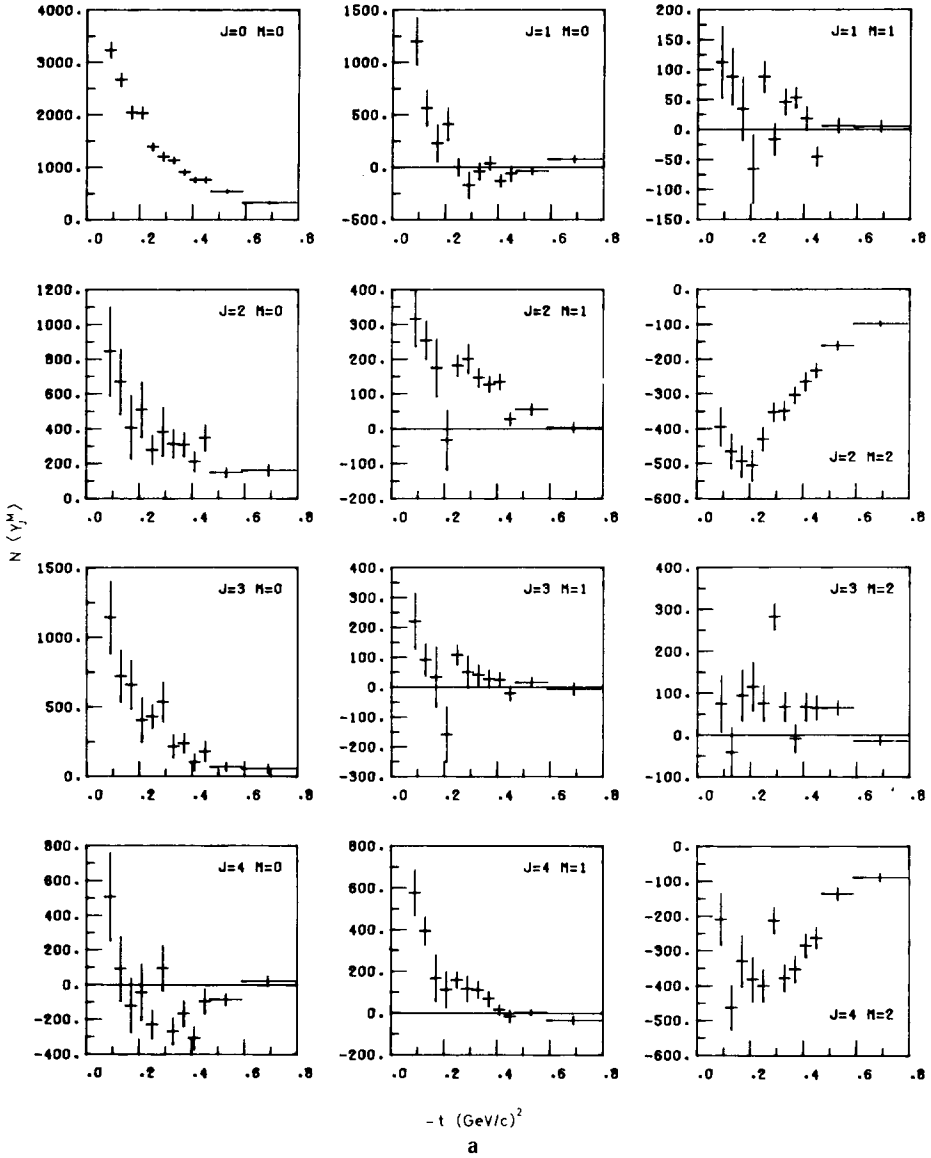 J=0 M=0
4000.
3000.
2000.
1000.
0.
.0 .2 .4 .6 .8
J=1 M=0
1500.
1000.
500.
0.
-500.
.0 .2 .4 .6 .8
J=1 M=1
200.
150.
100.
50.
0.
-50.
-100.
-150.
.0 .2 .4 .6 .8
J=2 M=0
1200.
1000.
800.
600.
400.
200.
0.
.0 .2 .4 .6 .8
J=2 M=1
400.
300.
200.
100.
0.
-100.
-200.
.0 .2 .4 .6 .8
J=2 M=2
0.
-100.
-200.
-300.
-400.
-500.
-600.
.0 .2 .4 .6 .8
N ⟨Y_J^M⟩
J=3 M=0
1500.
1000.
500.
0.
.0 .2 .4 .6 .8
J=3 M=1
400.
300.
200.
100.
0.
-100.
-200.
-300.
.0 .2 .4 .6 .8
J=3 M=2
400.
300.
200.
100.
0.
-100.
.0 .2 .4 .6 .8
J=4 M=0
800.
600.
400.
200.
0.
-200.
-400.
.0 .2 .4 .6 .8
J=4 M=1
800.
600.
400.
200.
0.
-200.
.0 .2 .4 .6 .8
J=4 M=2
0.
-100.
-200.
-300.
-400.
-500.
-600.
.0 .2 .4 .6 .8
-t (GeV/c)²
a